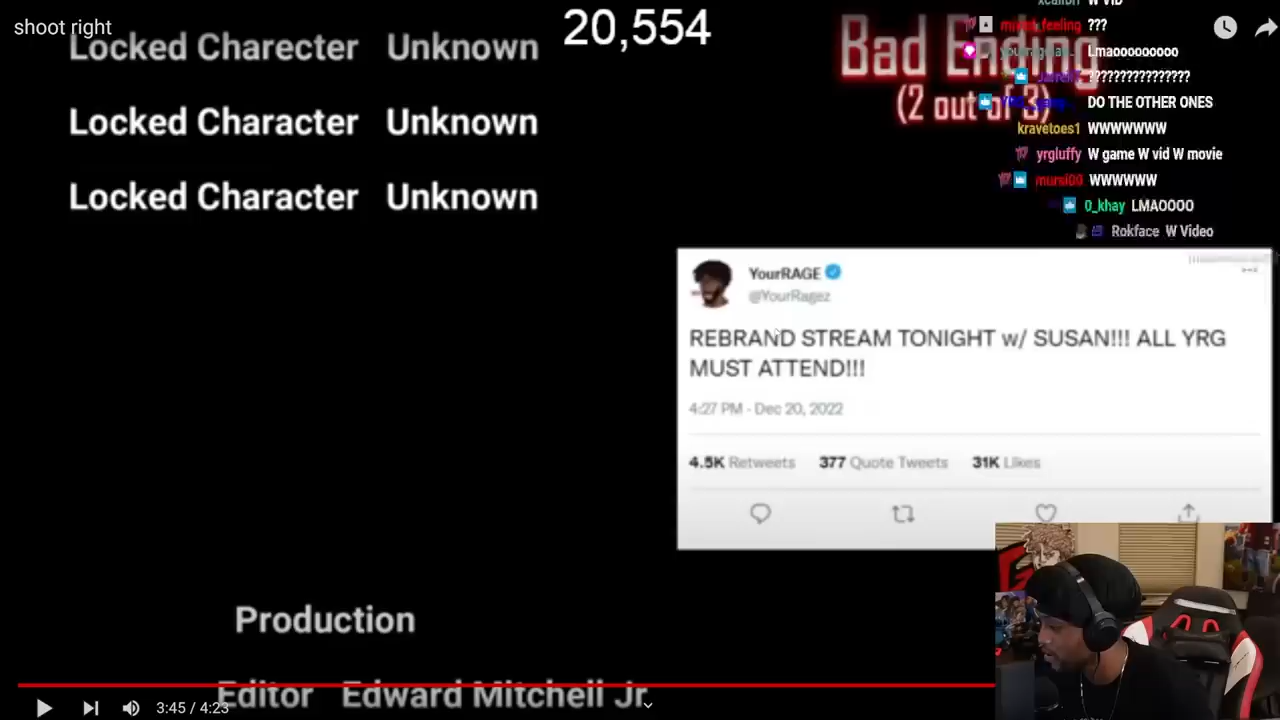 shoot right
20,554
Locked Charecter Unknown
Locked Character Unknown
Locked Character Unknown
Bad Ending
(2 out of 3)
W VID
mixed_feeling ???
Lmaooooooooo
???????????????
DO THE OTHER ONES
kravetoes1 WWWWWWW
yrgluffy W game W vid W movie
mursi00 WWWWWW
0_khay LMAOOOO
Rokface W Video
YourRAGE
@YourRagez
REBRAND STREAM TONIGHT w/ SUSAN!!! ALL YRG
MUST ATTEND!!!
4:27 PM - Dec 20, 2022
4.5K Retweets 377 Quote Tweets 31K Likes
Production
Editor Edward Mitchell Jr.
3:45 / 4:23